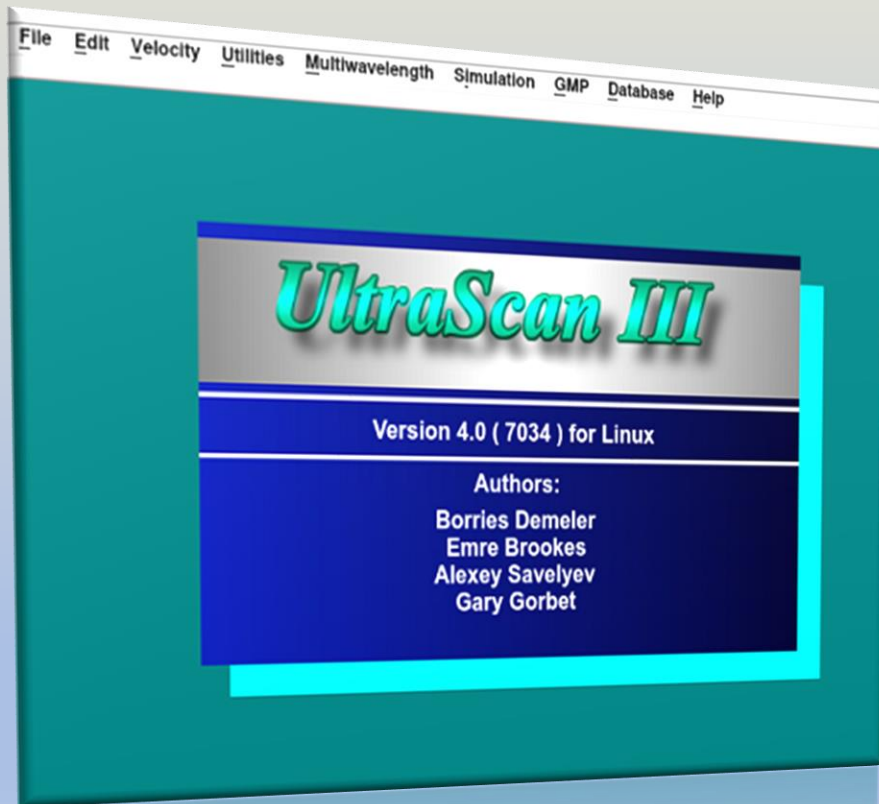 File Edit Velocity Utilities Multiwavelength Simulation GMP Database Help
UltraScan III
Version 4.0 ( 7034 ) for Linux
Authors:
Borries Demeler
Emre Brookes
Alexey Savelyev
Gary Gorbet